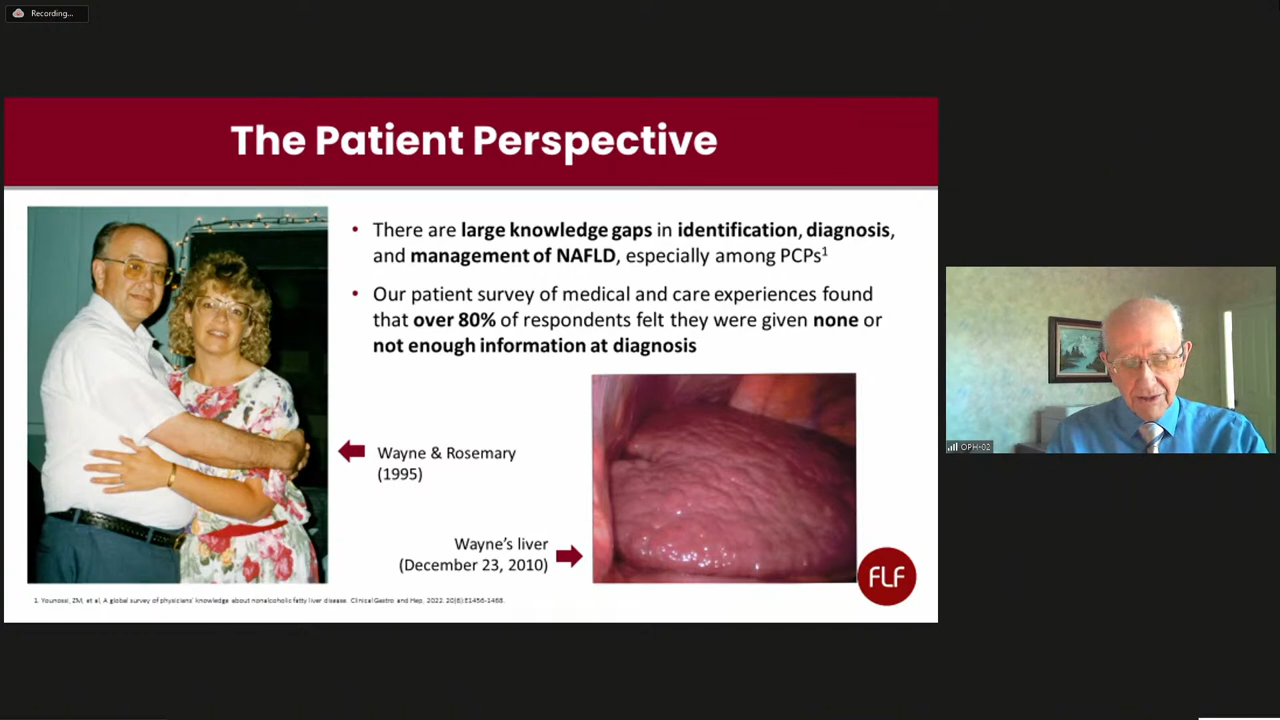 Recording...
The Patient Perspective
• There are large knowledge gaps in identification, diagnosis,
and management of NAFLD, especially among PCPs¹
• Our patient survey of medical and care experiences found
that over 80% of respondents felt they were given none or
not enough information at diagnosis
Wayne & Rosemary
(1995)
Wayne's liver
(December 23, 2010)
FLF
1. Younossi, ZM, et al, A global survey of physicians' knowledge about nonalcoholic fatty liver disease. Clinical Gastro and Hep, 2022. 20(6):E1456-1468.
OPH-02